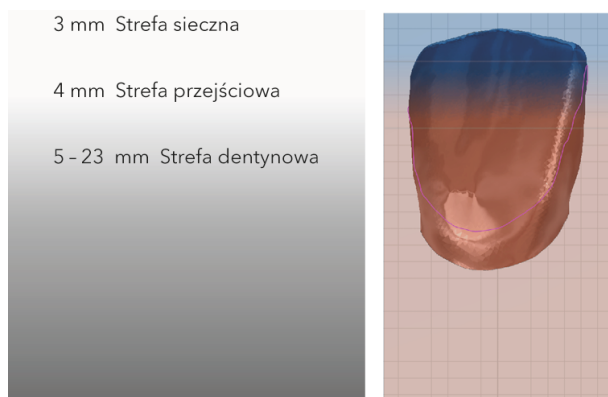 3 mm Strefa sieczna
4 mm Strefa przejściowa
5 – 23 mm Strefa dentynowa